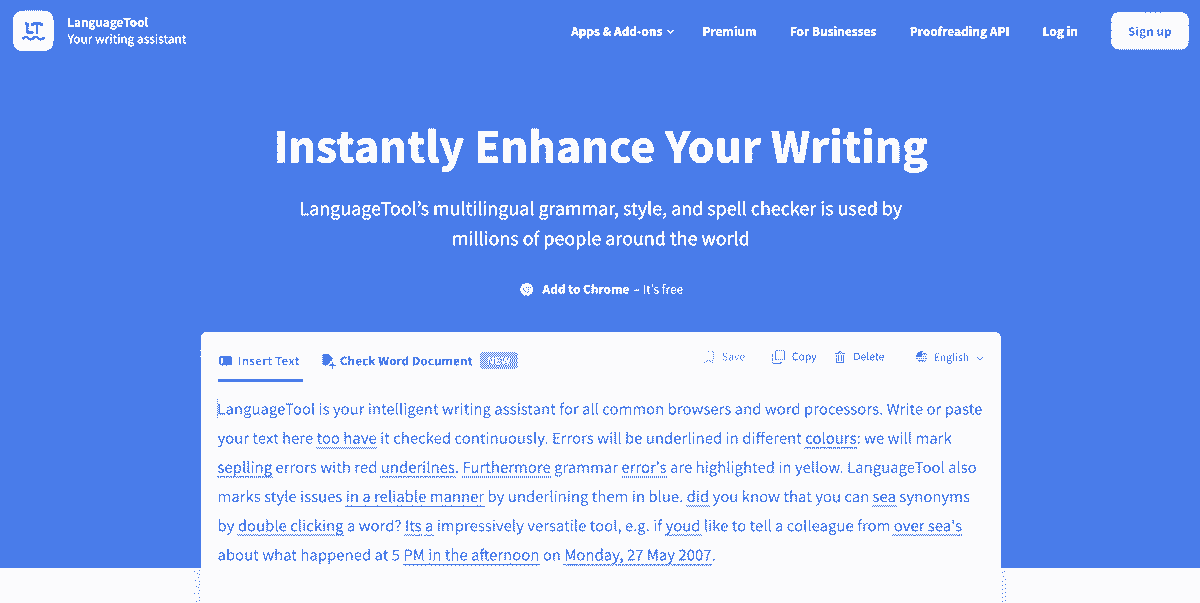 LanguageTool
Your writing assistant
Apps & Add-ons Premium For Businesses Proofreading API Log in Sign up
Instantly Enhance Your Writing
LanguageTool's multilingual grammar, style, and spell checker is used by
millions of people around the world
Add to Chrome – It's free
Insert Text Check Word Document NEW Save Copy Delete English
LanguageTool is your intelligent writing assistant for all common browsers and word processors. Write or paste
your text here too have it checked continuously. Errors will be underlined in different colours: we will mark
seplling errors with red underilnes. Furthermore grammar error's are highlighted in yellow. LanguageTool also
marks style issues in a reliable manner by underlining them in blue. did you know that you can sea synonyms
by double clicking a word? Its a impressively versatile tool, e.g. if youd like to tell a colleague from over sea's
about what happened at 5 PM in the afternoon on Monday, 27 May 2007.